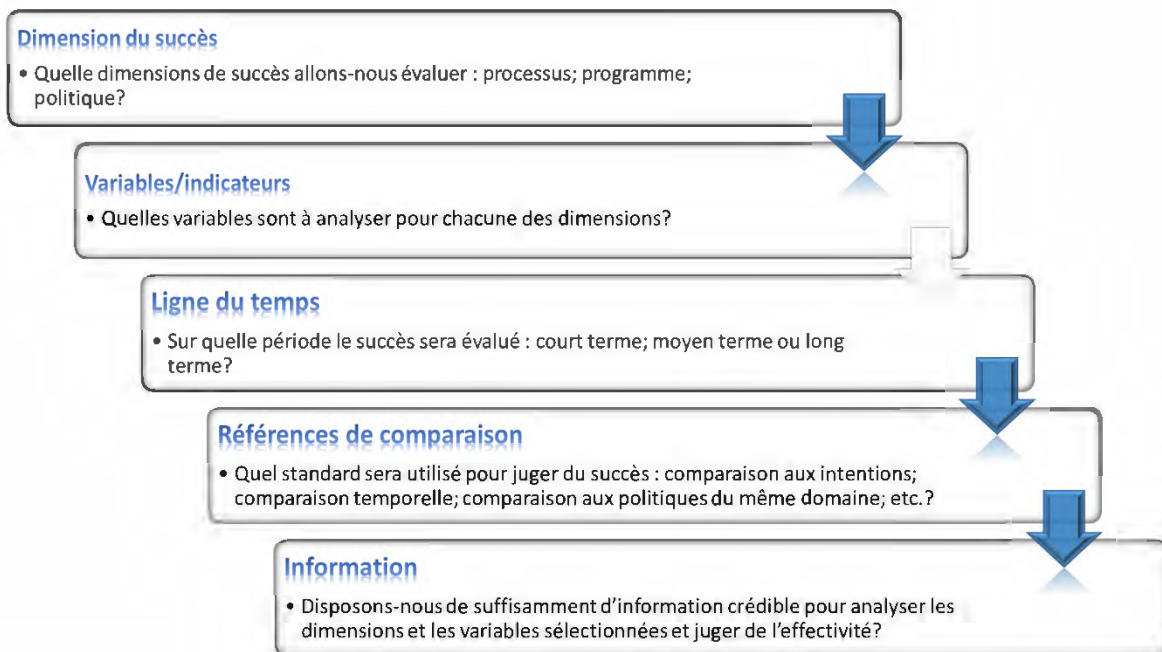 Dimension du succès
• Quelle dimensions de succès allons-nous évaluer : processus; programme;
politique?
Variables/indicateurs
• Quelles variables sont à analyser pour chacune des dimensions?
Ligne du temps
• Sur quelle période le succès sera évalué : court terme; moyen terme ou long
terme?
Références de comparaison
• Quel standard sera utilisé pour juger du succès : comparaison aux intentions;
comparaison temporelle; comparaison aux politiques du même domaine; etc.?
Information
• Disposons-nous de suffisamment d'information crédible pour analyser les
dimensions et les variables sélectionnées et juger de l'effectivité?